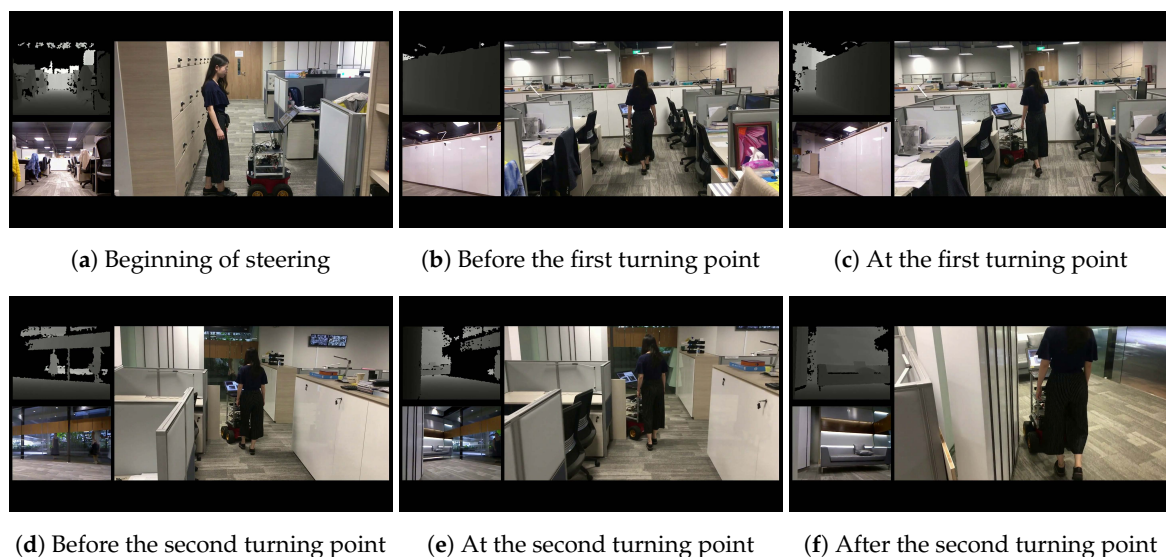 (a) Beginning of steering
(b) Before the first turning point
(c) At the first turning point
(d) Before the second turning point
(e) At the second turning point
(f) After the second turning point